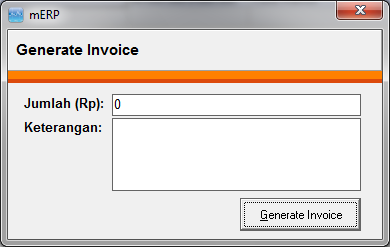 mERP
Generate Invoice
Jumlah (Rp): 0
Keterangan:
Generate Invoice